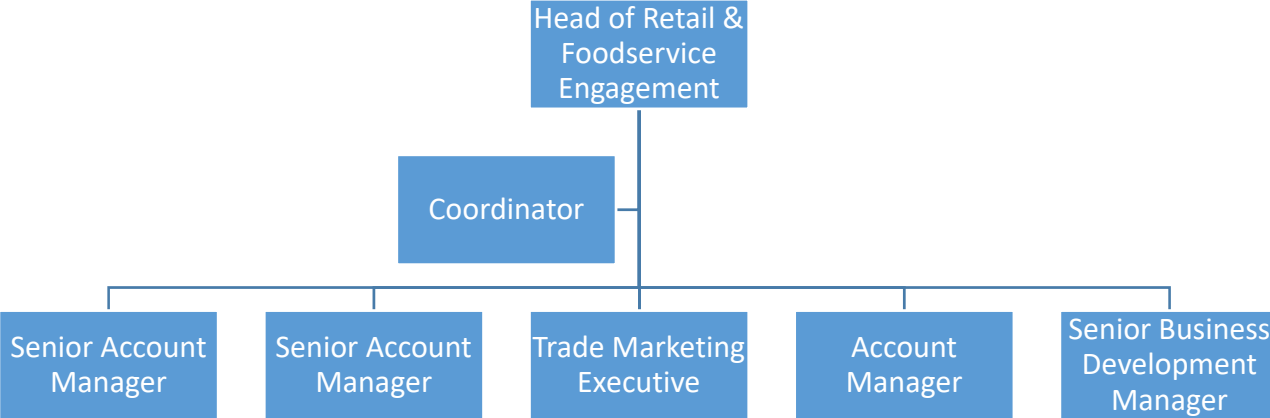 Head of Retail &
Foodservice
Engagement
Coordinator
Senior Account
Manager
Senior Account
Manager
Trade Marketing
Executive
Account
Manager
Senior Business
Development
Manager